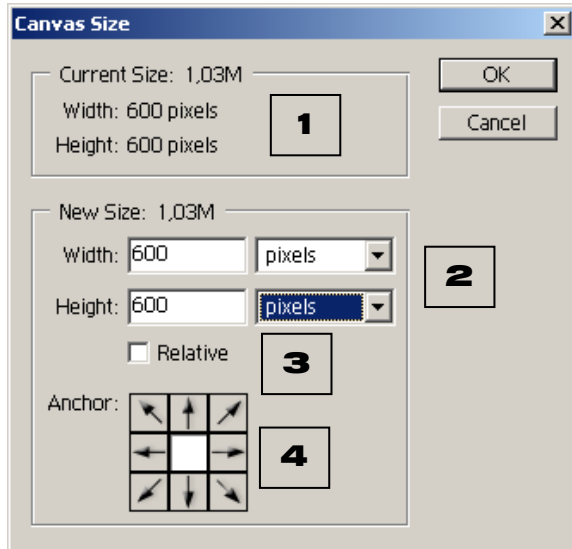 Canvas Size
Current Size: 1,03M
OK
Width: 600 pixels
1
Height: 600 pixels
Cancel
New Size: 1,03M
Width: 600 pixels
2
Height: 600 pixels
Relative
3
Anchor:
4